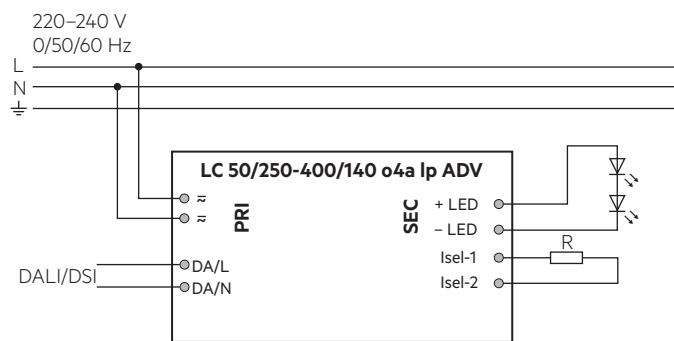 220–240 V
0/50/60 Hz
L
N
LC 50/250-400/140 o4a lp ADV
PRI
SEC
+ LED
– LED
Isel-1
R
Isel-2
DALI/DSI
DA/L
DA/N